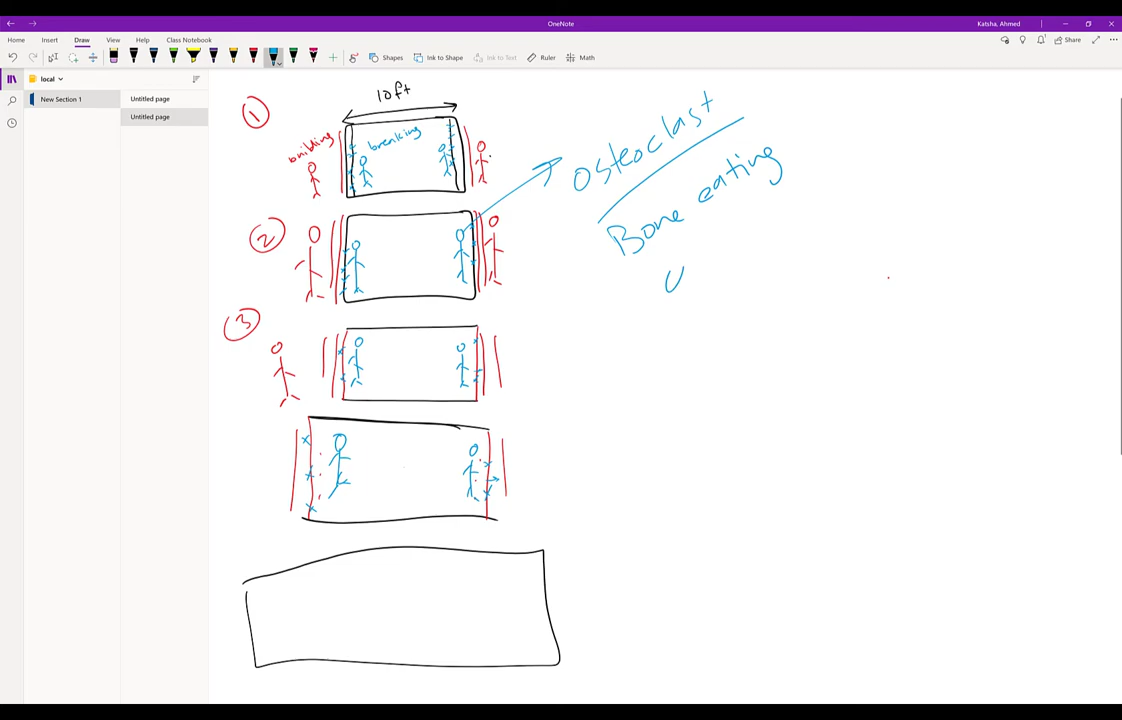 OneNote
Katsha, Ahmed
Home Insert Draw View Help Class Notebook
Shapes Ink to Shape Ink to Text Ruler Math Share
local
New Section 1
Untitled page
Untitled page
1
10ft
building
breaking
2
3
Osteoclast
Bone eating